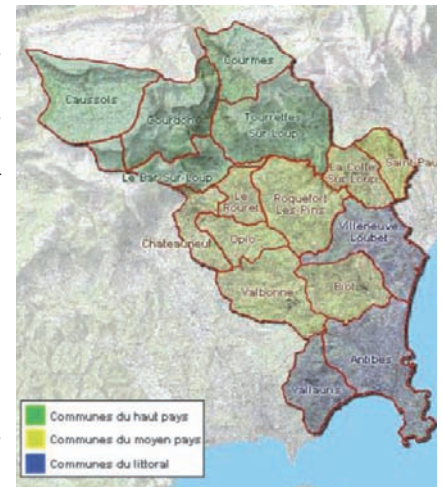 Courmes
Caussols
Gourdon
Tourrettes
Sur Loup
Le Bar Sur Loup
Saint-Paul
La Colle
Sur Loup
Le
Rouret
Roquefort
Les Pins
Villeneuve
Loubet
Chateauneuf
Opio
Valbonne
Biot
Antibes
Vallauris
Communes du haut pays
Communes du moyen pays
Communes du littoral